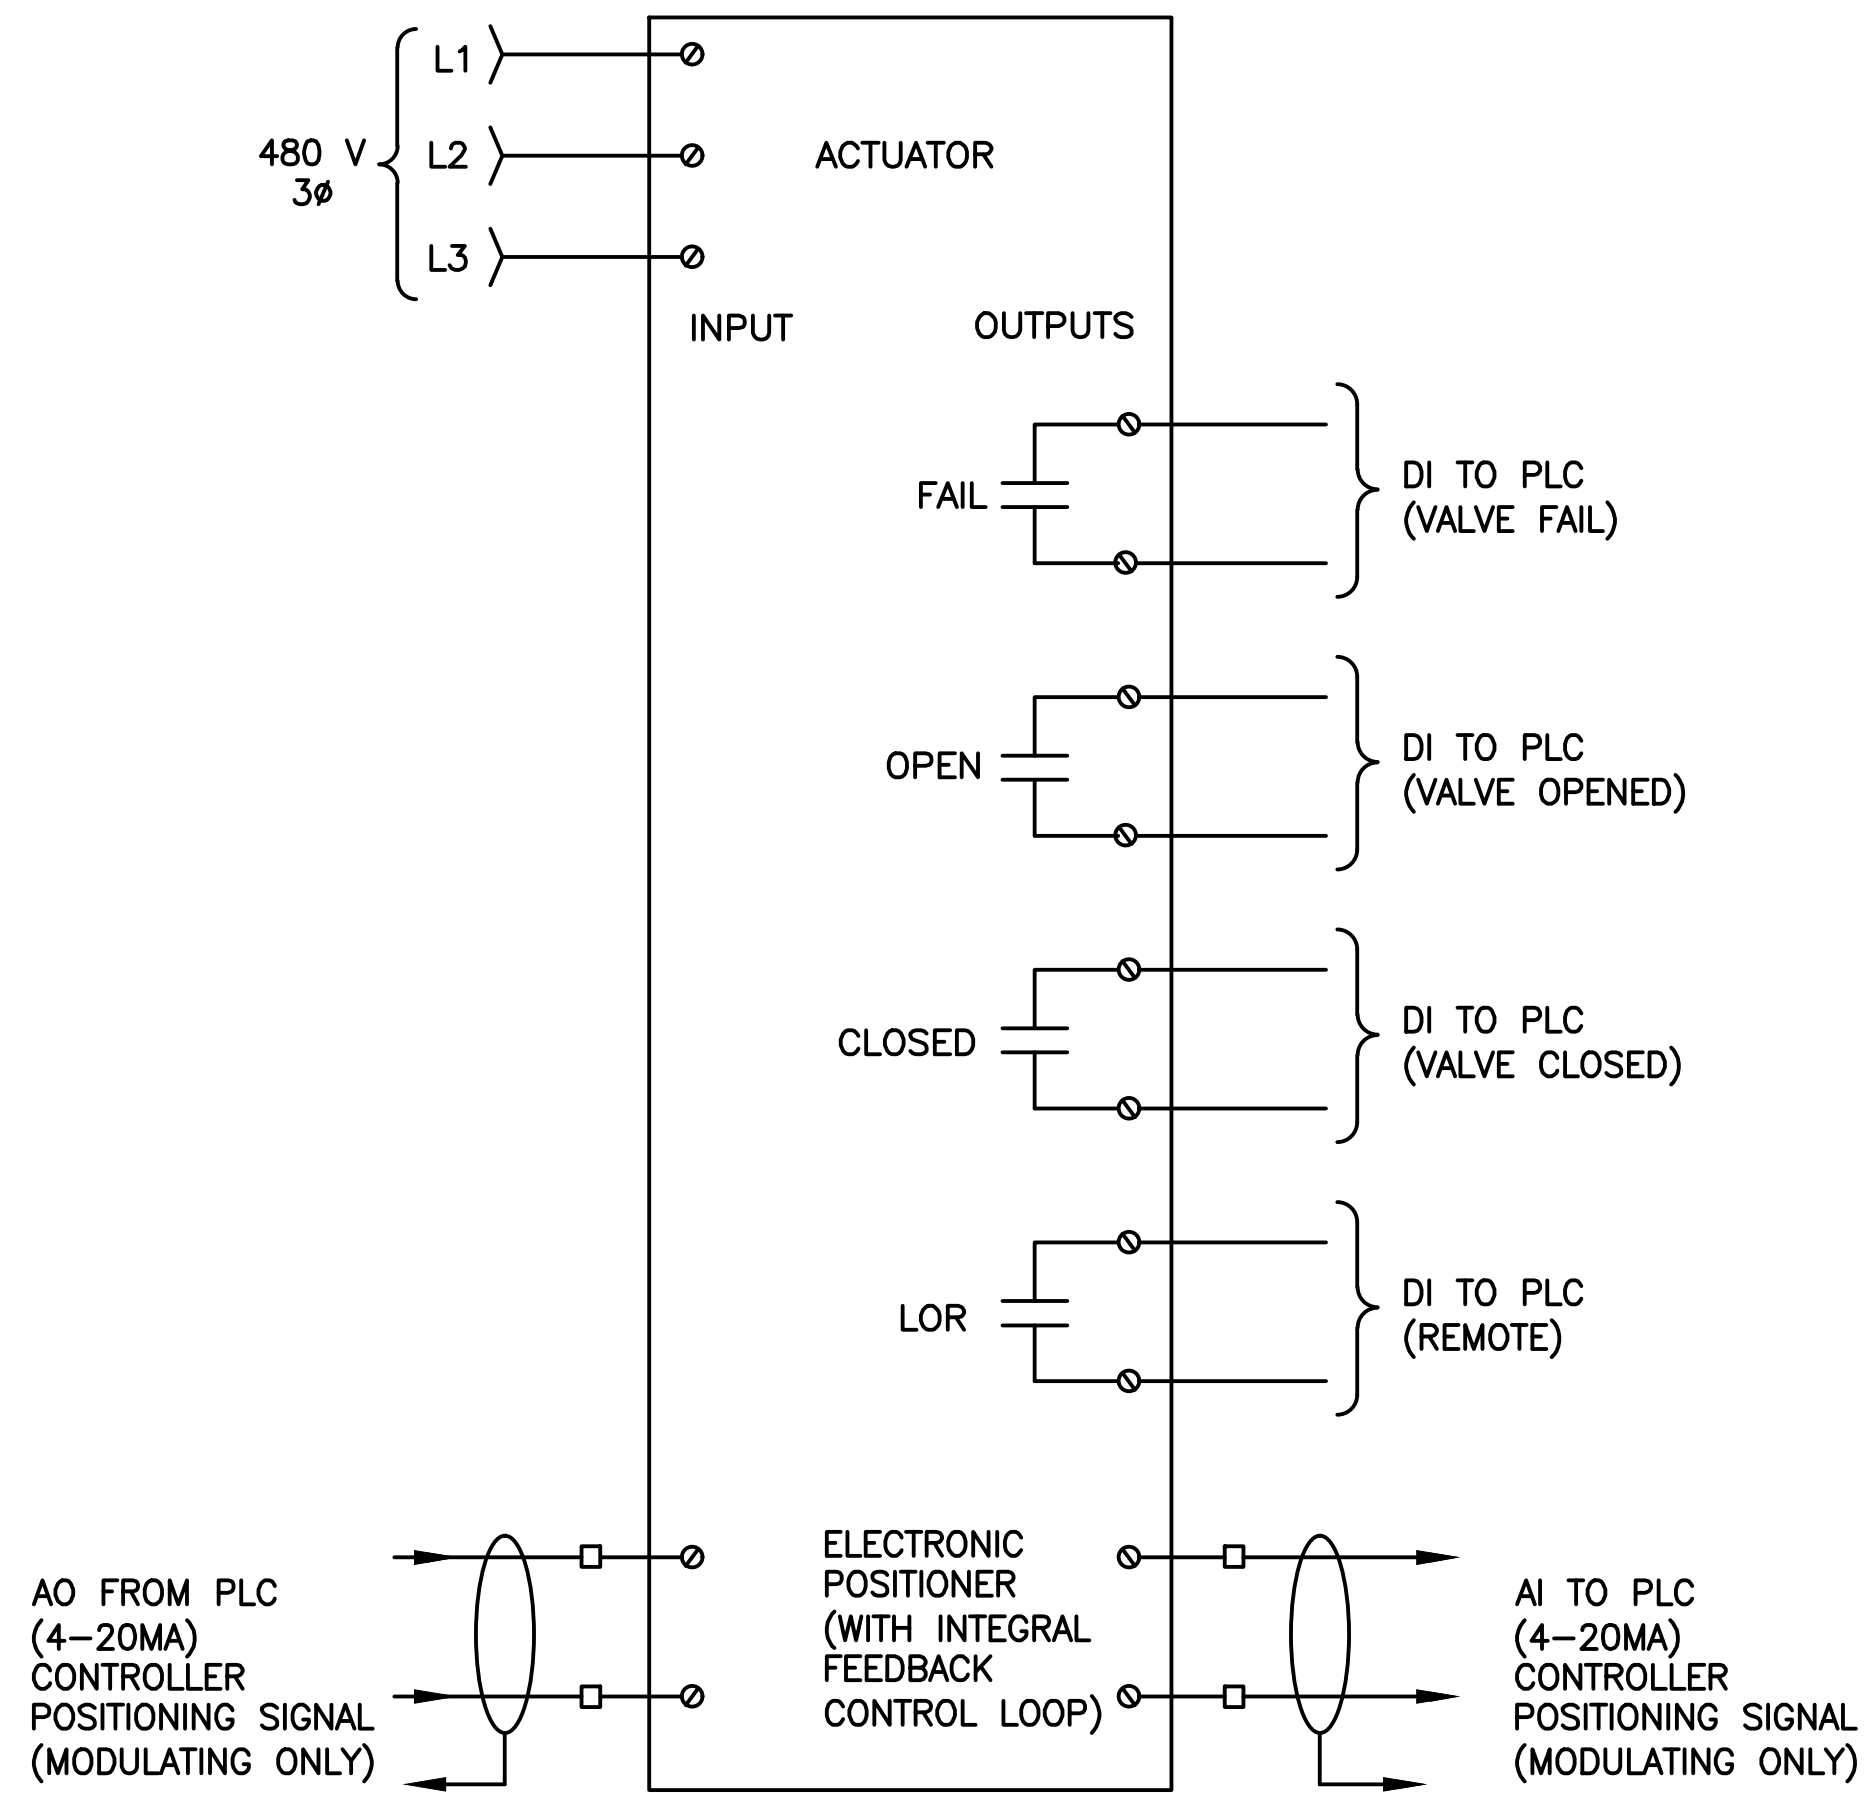 L1
480 V
3ø
L2
L3
ACTUATOR
INPUT
OUTPUTS
FAIL
DI TO PLC
(VALVE FAIL)
OPEN
DI TO PLC
(VALVE OPENED)
CLOSED
DI TO PLC
(VALVE CLOSED)
LOR
DI TO PLC
(REMOTE)
AO FROM PLC
(4-20MA)
CONTROLLER
POSITIONING SIGNAL
(MODULATING ONLY)
ELECTRONIC
POSITIONER
(WITH INTEGRAL
FEEDBACK
CONTROL LOOP)
AI TO PLC
(4-20MA)
CONTROLLER
POSITIONING SIGNAL
(MODULATING ONLY)